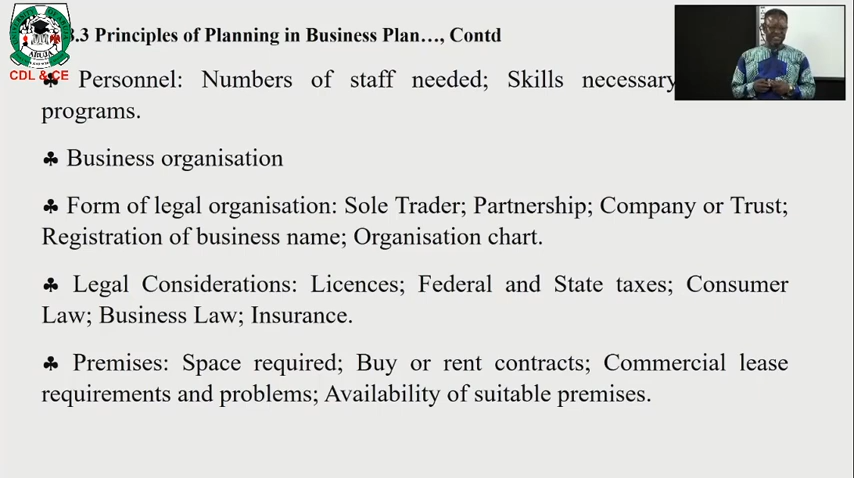 .3 Principles of Planning in Business Plan…, Contd
ABUJA
CDL & CE
♣ Personnel: Numbers of staff needed; Skills necessary
programs.
♣ Business organisation
♣ Form of legal organisation: Sole Trader; Partnership; Company or Trust;
Registration of business name; Organisation chart.
♣ Legal Considerations: Licences; Federal and State taxes; Consumer
Law; Business Law; Insurance.
♣ Premises: Space required; Buy or rent contracts; Commercial lease
requirements and problems; Availability of suitable premises.